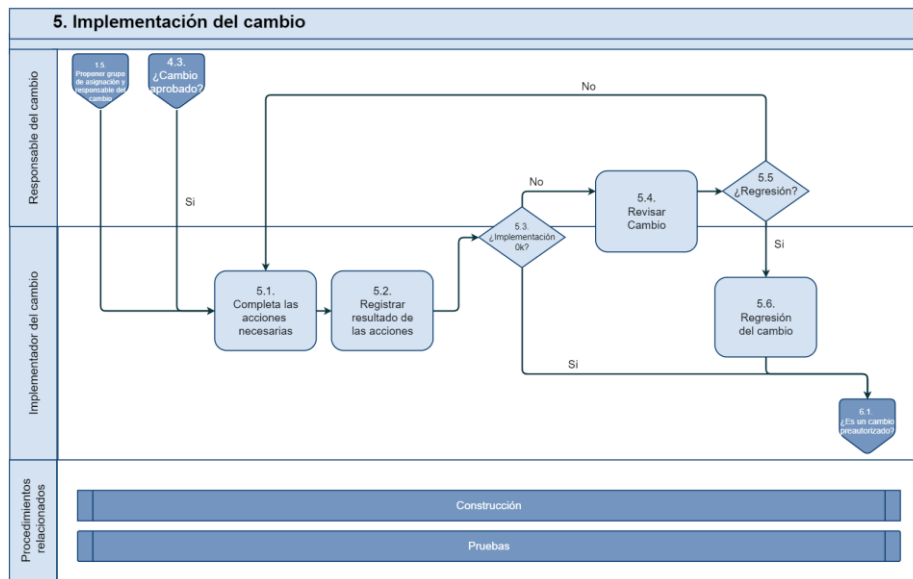 5. Implementación del cambio
Responsable del cambio
1.5.
Proponer grupo
de asignación y
responsable del
cambio
4.3.
¿Cambio
aprobado?
No
Si
No
5.4.
Revisar
Cambio
5.5
¿Regresión?
Implementador del cambio
5.3.
¿Implementación
0k?
Si
5.1.
Completa las
acciones
necesarias
5.2.
Registrar
resultado de
las acciones
5.6.
Regresión
del cambio
Si
6.1.
¿Es un cambio
preautorizado?
Procedimientos
relacionados
Construcción
Pruebas